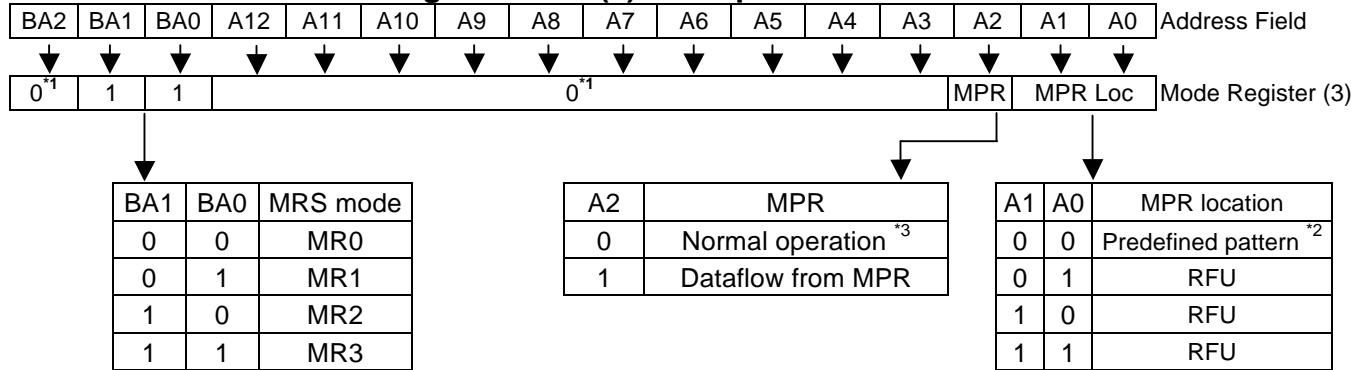 BA2 BA1 BA0 A12 A11 A10 A9 A8 A7 A6 A5 A4 A3 A2 A1 A0 Address Field
0*1 1 1 0*1 MPR MPR Loc Mode Register (3)
BA1 BA0 MRS mode
0 0 MR0
0 1 MR1
1 0 MR2
1 1 MR3
A2 MPR
0 Normal operation *3
1 Dataflow from MPR
A1 A0 MPR location
0 0 Predefined pattern *2
0 1 RFU
1 0 RFU
1 1 RFU